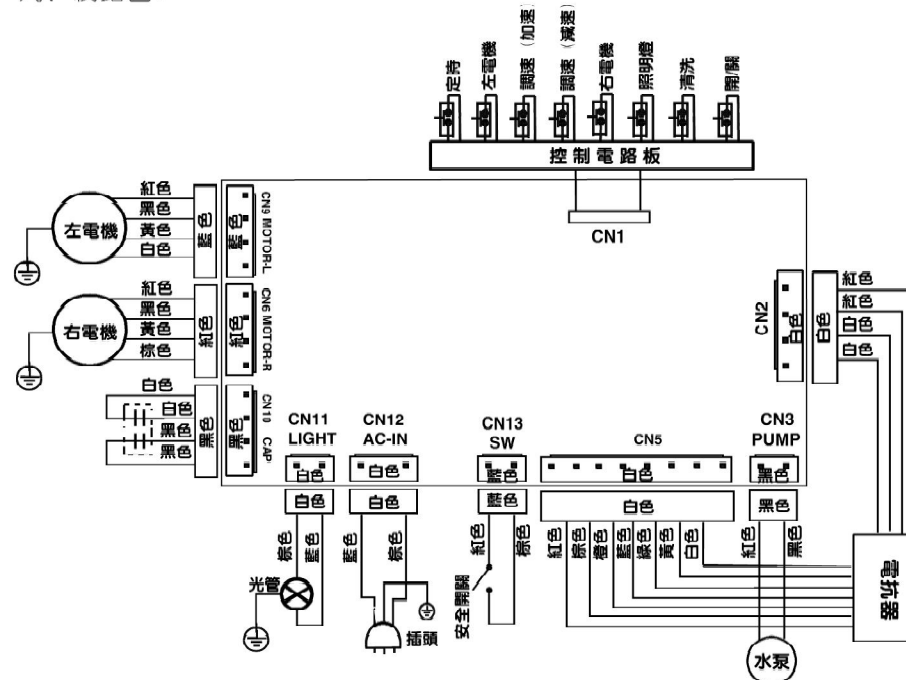 定時
左電機
調速（加速）
調速（減速）
右電機
照明燈
清洗
開/關
控制電路板
CN1
紅色
黑色
黃色
白色
左電機
藍色
藍色
CN9 MOTOR-L
紅色
黑色
黃色
棕色
右電機
紅色
紅色
CN6 MOTOR-R
白色
白色
黑色
黑色
黑色
黑色
CN10 CAP
CN2
白色
白色
紅色
紅色
白色
白色
CN11
LIGHT
白色
白色
棕色
藍色
光管
CN12
AC-IN
白色
白色
藍色
棕色
插頭
CN13
SW
藍色
藍色
紅色
棕色
安全開關
CN5
白色
白色
紅色
棕色
橙色
藍色
綠色
黃色
白色
CN3
PUMP
黑色
黑色
紅色
黑色
水泵
電抗器